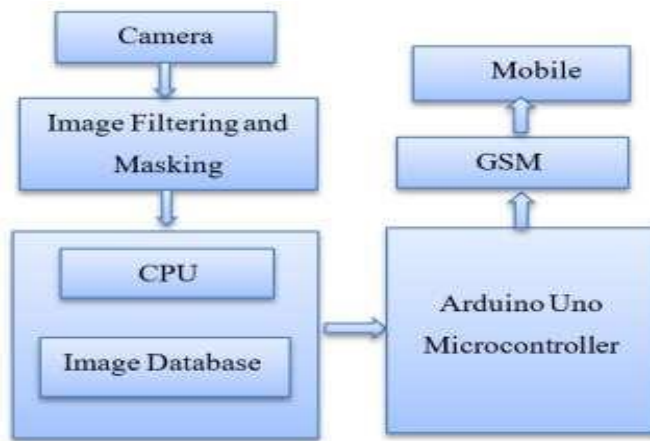 Camera
Image Filtering and
Masking
CPU
Image Database
Mobile
GSM
Arduino Uno
Microcontroller